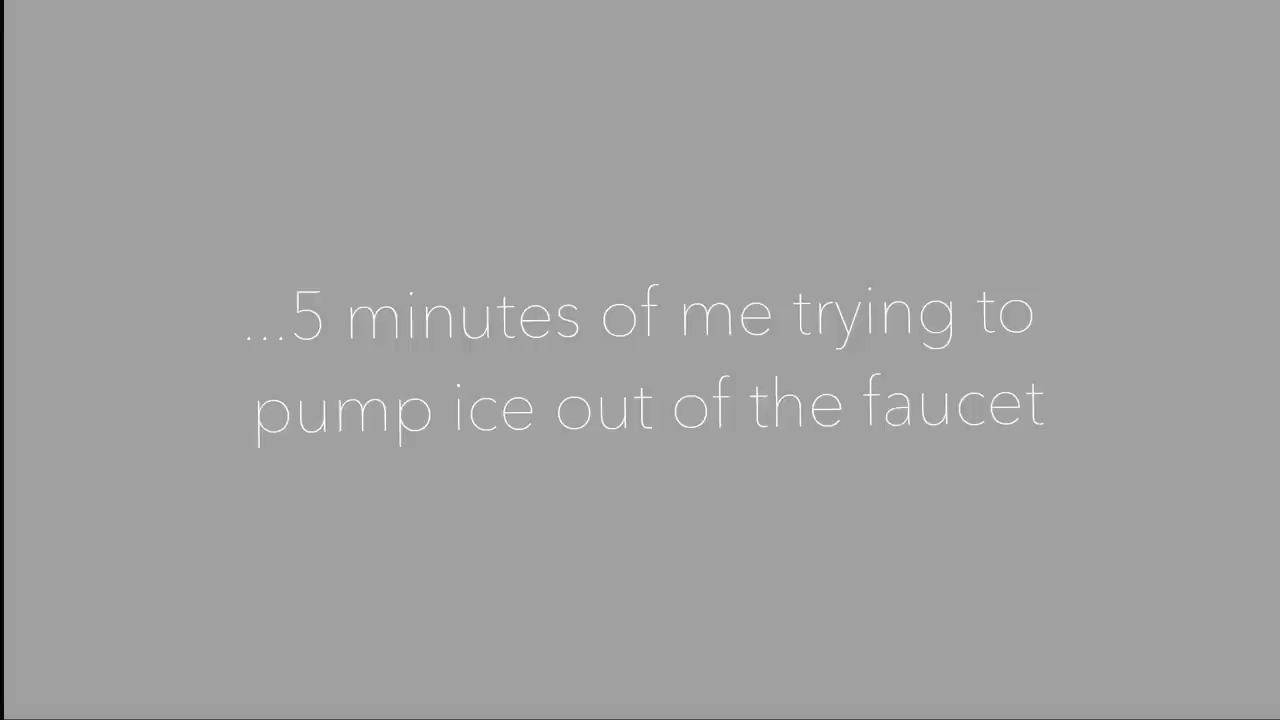 ...5 minutes of me trying to
pump ice out of the faucet